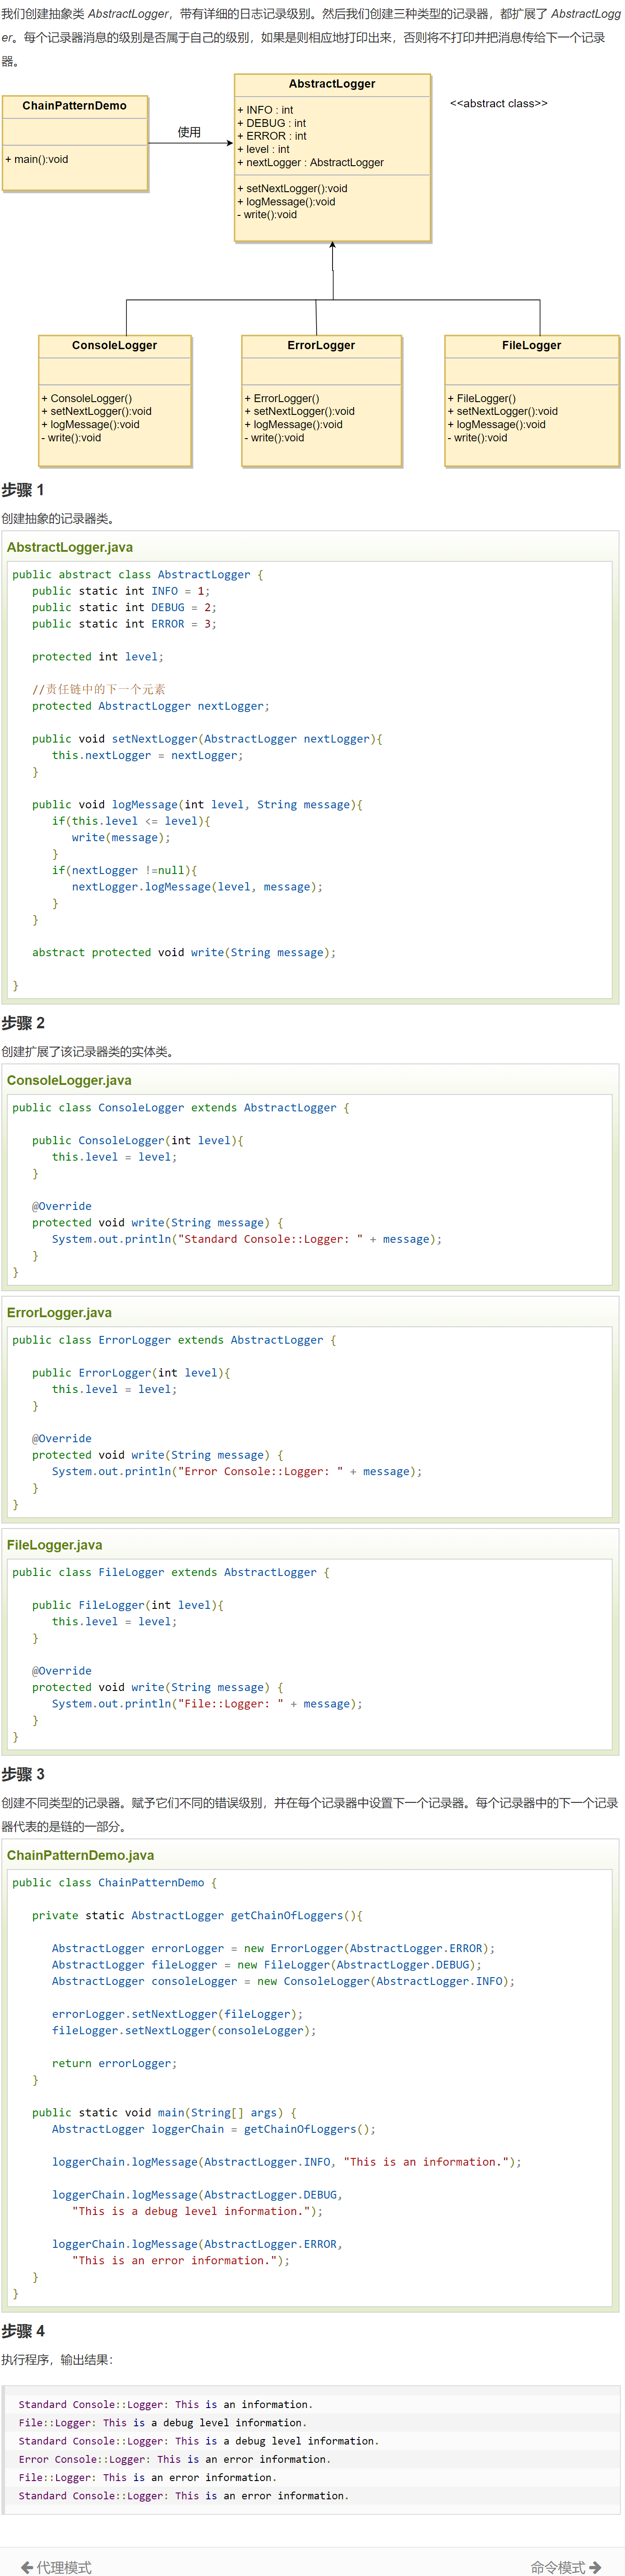 我们创建抽象类 AbstractLogger，带有详细的日志记录级别。然后我们创建三种类型的记录器，都扩展了 AbstractLogg
er。每个记录器消息的级别是否属于自己的级别，如果是则相应地打印出来，否则将不打印并把消息传给下一个记录
器。
ChainPatternDemo
+ main():void
使用
AbstractLogger
+ INFO : int
+ DEBUG : int
+ ERROR : int
+ level : int
+ nextLogger : AbstractLogger
+ setNextLogger():void
+ logMessage():void
- write():void
<<abstract class>>
ConsoleLogger
+ ConsoleLogger()
+ setNextLogger():void
+ logMessage():void
- write():void
ErrorLogger
+ ErrorLogger()
+ setNextLogger():void
+ logMessage():void
- write():void
FileLogger
+ FileLogger()
+ setNextLogger():void
+ logMessage():void
- write():void
步骤 1
创建抽象的记录器类。
AbstractLogger.java
public abstract class AbstractLogger {
   public static int INFO = 1;
   public static int DEBUG = 2;
   public static int ERROR = 3;
   protected int level;
   //责任链中的下一个元素
   protected AbstractLogger nextLogger;
   public void setNextLogger(AbstractLogger nextLogger){
      this.nextLogger = nextLogger;
   }
   public void logMessage(int level, String message){
      if(this.level <= level){
         write(message);
      }
      if(nextLogger !=null){
         nextLogger.logMessage(level, message);
      }
   }
   abstract protected void write(String message);
}
步骤 2
创建扩展了该记录器类的实体类。
ConsoleLogger.java
public class ConsoleLogger extends AbstractLogger {
   public ConsoleLogger(int level){
      this.level = level;
   }
   @Override
   protected void write(String message) {
      System.out.println("Standard Console::Logger: " + message);
   }
}
ErrorLogger.java
public class ErrorLogger extends AbstractLogger {
   public ErrorLogger(int level){
      this.level = level;
   }
   @Override
   protected void write(String message) {
      System.out.println("Error Console::Logger: " + message);
   }
}
FileLogger.java
public class FileLogger extends AbstractLogger {
   public FileLogger(int level){
      this.level = level;
   }
   @Override
   protected void write(String message) {
      System.out.println("File::Logger: " + message);
   }
}
步骤 3
创建不同类型的记录器。赋予它们不同的错误级别，并在每个记录器中设置下一个记录器。每个记录器中的下一个记录
器代表的是链的一部分。
ChainPatternDemo.java
public class ChainPatternDemo {
   private static AbstractLogger getChainOfLoggers(){
      AbstractLogger errorLogger = new ErrorLogger(AbstractLogger.ERROR);
      AbstractLogger fileLogger = new FileLogger(AbstractLogger.DEBUG);
      AbstractLogger consoleLogger = new ConsoleLogger(AbstractLogger.INFO);
      errorLogger.setNextLogger(fileLogger);
      fileLogger.setNextLogger(consoleLogger);
      return errorLogger;
   }
   public static void main(String[] args) {
      AbstractLogger loggerChain = getChainOfLoggers();
      loggerChain.logMessage(AbstractLogger.INFO, "This is an information.");
      loggerChain.logMessage(AbstractLogger.DEBUG,
         "This is a debug level information.");
      loggerChain.logMessage(AbstractLogger.ERROR,
         "This is an error information.");
   }
}
步骤 4
执行程序，输出结果：
Standard Console::Logger: This is an information.
File::Logger: This is a debug level information.
Standard Console::Logger: This is a debug level information.
Error Console::Logger: This is an error information.
File::Logger: This is an error information.
Standard Console::Logger: This is an error information.
代理模式
命令模式